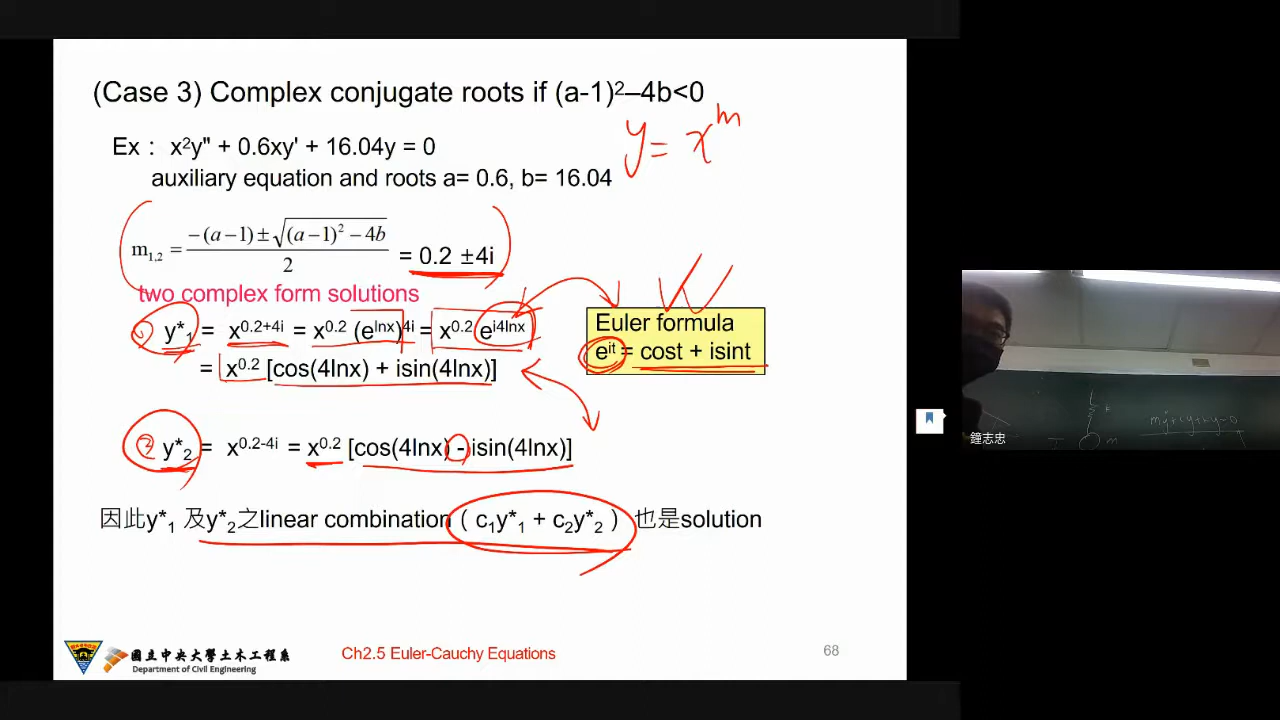 (Case 3) Complex conjugate roots if (a-1)²–4b<0
y = x^m
Ex： x²y" + 0.6xy' + 16.04y = 0
auxiliary equation and roots a= 0.6, b= 16.04
m₁,₂ = (-(a-1)±√((a-1)²-4b))/2 = 0.2 ±4i
two complex form solutions
① y*₁ = x^0.2+4i = x^0.2 (e^lnx)^4i = x^0.2 e^i4lnx
= x^0.2 [cos(4lnx) + isin(4lnx)]
Euler formula
e^it = cost + isint
② y*₂ = x^0.2-4i = x^0.2 [cos(4lnx) - isin(4lnx)]
因此y*₁ 及y*₂之linear combination（ c₁y*₁ + c₂y*₂ ）也是solution
國立中央大學土木工程系
Department of Civil Engineering
Ch2.5 Euler-Cauchy Equations
68
鐘志忠